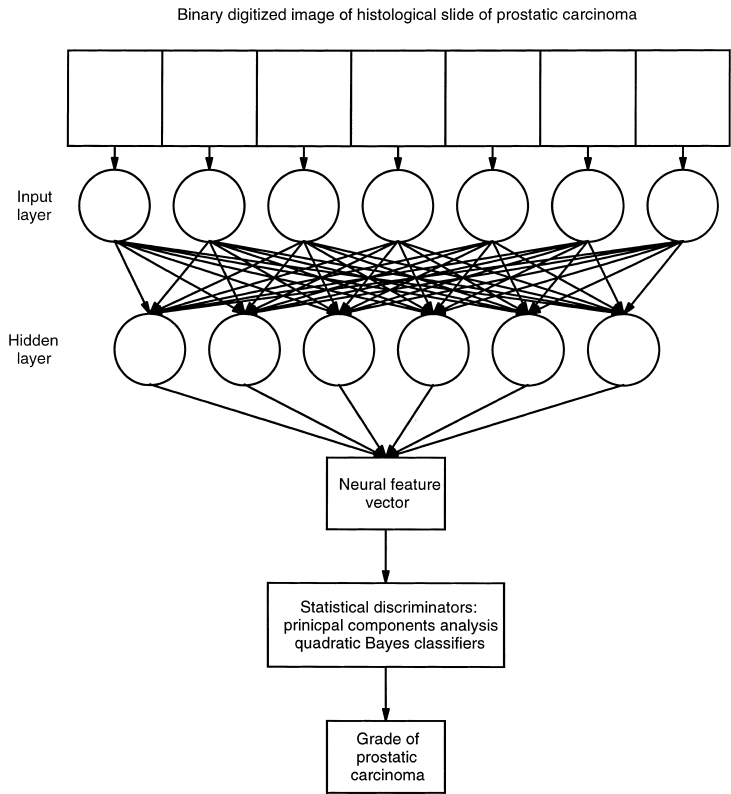 Binary digitized image of histological slide of prostatic carcinoma
Input
layer
Hidden
layer
Neural feature
vector
Statistical discriminators:
prinicpal components analysis
quadratic Bayes classifiers
Grade of
prostatic
carcinoma